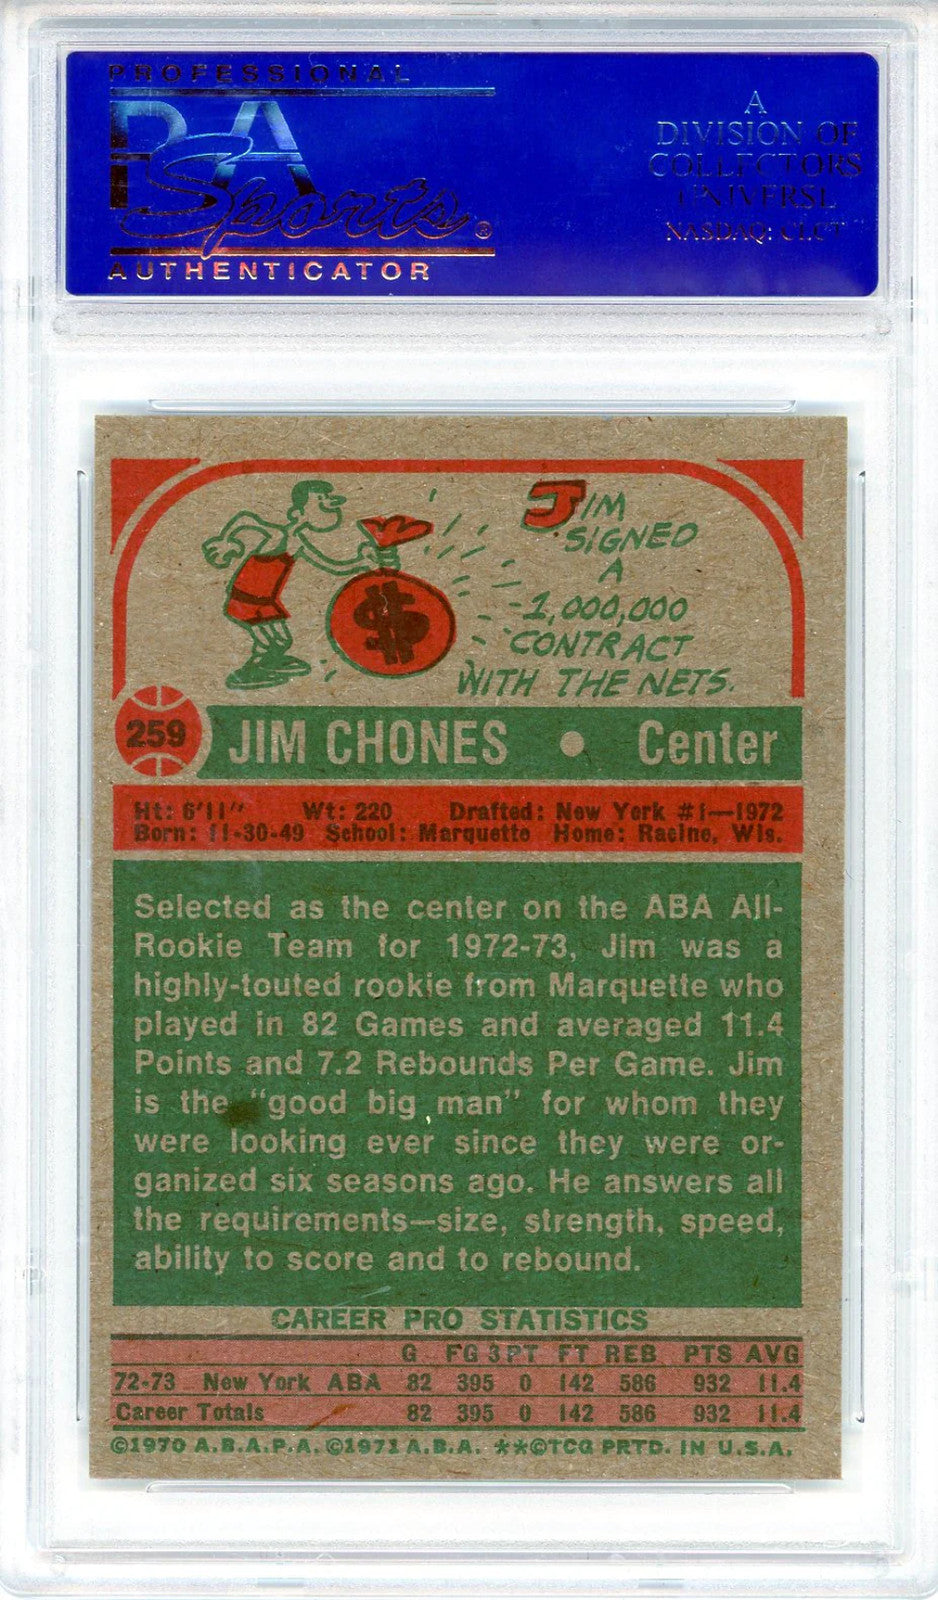 PROFESSIONAL
PSA
Sports®
AUTHENTICATOR
A
DIVISION OF
COLLECTORS
UNIVERSE
NASDAQ: CLCT
JIM
SIGNED
A
1,000,000
CONTRACT
WITH THE NETS.
$
259 JIM CHONES • Center
Ht: 6'11" Wt: 220 Drafted: New York #1—1972
Born: 11-30-49 School: Marquette Home: Racine, Wis.
Selected as the center on the ABA All-
Rookie Team for 1972-73, Jim was a
highly-touted rookie from Marquette who
played in 82 Games and averaged 11.4
Points and 7.2 Rebounds Per Game. Jim
is the "good big man" for whom they
were looking ever since they were or-
ganized six seasons ago. He answers all
the requirements—size, strength, speed,
ability to score and to rebound.
CAREER PRO STATISTICS
G FG 3PT FT REB PTS AVG
72-73 New York ABA 82 395 0 142 586 932 11.4
Career Totals 82 395 0 142 586 932 11.4
©1970 A.B.A.P.A. ©1971 A.B.A. **©TCG PRTD. IN U.S.A.